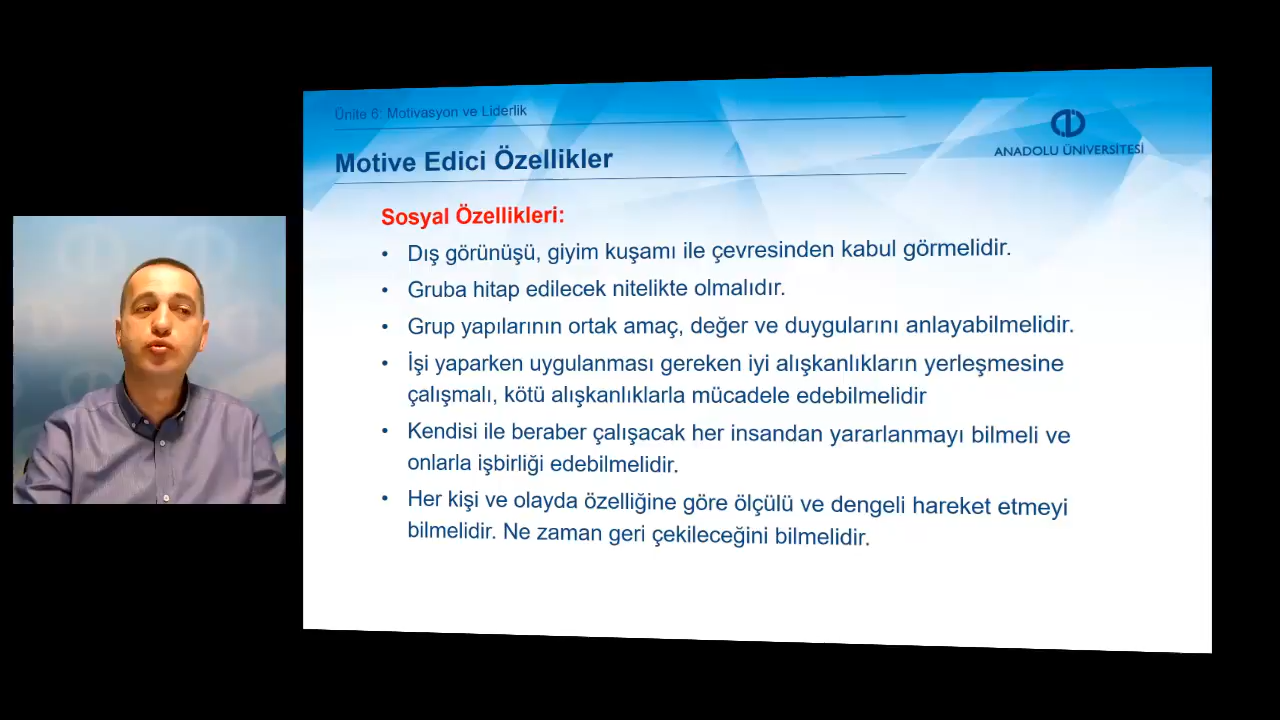 Ünite 6: Motivasyon ve Liderlik
ANADOLU ÜNİVERSİTESİ
Motive Edici Özellikler
Sosyal Özellikleri:
• Dış görünüşü, giyim kuşamı ile çevresinden kabul görmelidir.
• Gruba hitap edilecek nitelikte olmalıdır.
• Grup yapılarının ortak amaç, değer ve duygularını anlayabilmelidir.
• İşi yaparken uygulanması gereken iyi alışkanlıkların yerleşmesine
çalışmalı, kötü alışkanlıklarla mücadele edebilmelidir
• Kendisi ile beraber çalışacak her insandan yararlanmayı bilmeli ve
onlarla işbirliği edebilmelidir.
• Her kişi ve olayda özelliğine göre ölçülü ve dengeli hareket etmeyi
bilmelidir. Ne zaman geri çekileceğini bilmelidir.